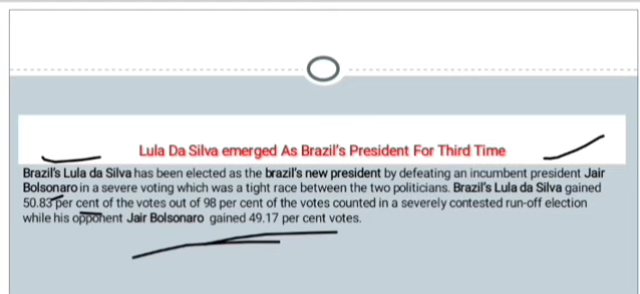 Lula Da Silva emerged As Brazil's President For Third Time
Brazil's Lula da Silva has been elected as the brazil's new president by defeating an incumbent president Jair
Bolsonaro in a severe voting which was a tight race between the two politicians. Brazil's Lula da Silva gained
50.83 per cent of the votes out of 98 per cent of the votes counted in a severely contested run-off election
while his opponent Jair Bolsonaro gained 49.17 per cent votes.